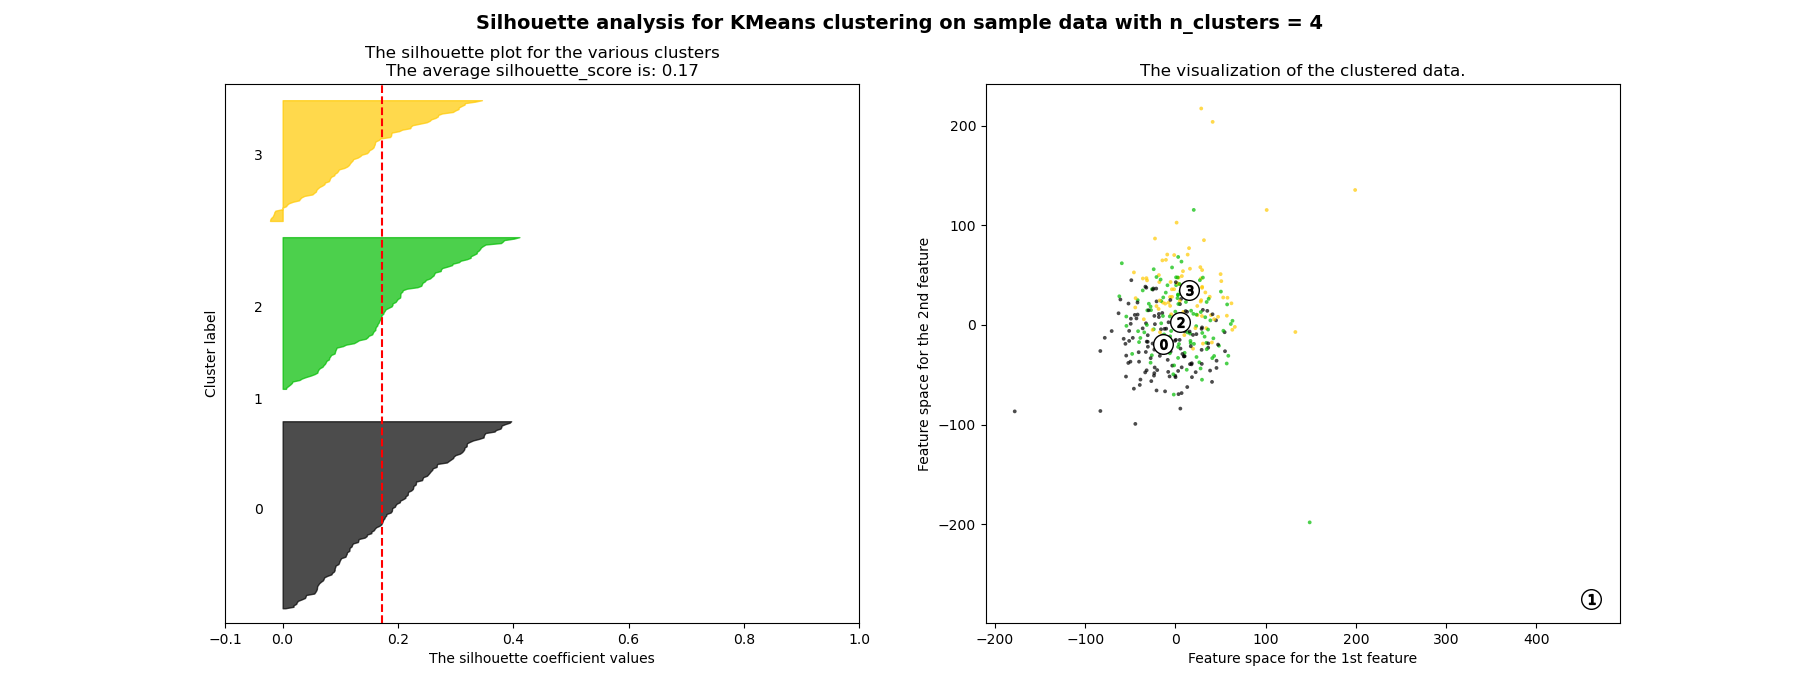 Silhouette analysis for KMeans clustering on sample data with n_clusters = 4
The silhouette plot for the various clusters
The average silhouette_score is: 0.17
Cluster label
3
2
1
0
−0.1 0.0 0.2 0.4 0.6 0.8 1.0
The silhouette coefficient values
The visualization of the clustered data.
Feature space for the 2nd feature
200
100
0
−100
−200
3
2
0
1
−200 −100 0 100 200 300 400
Feature space for the 1st feature